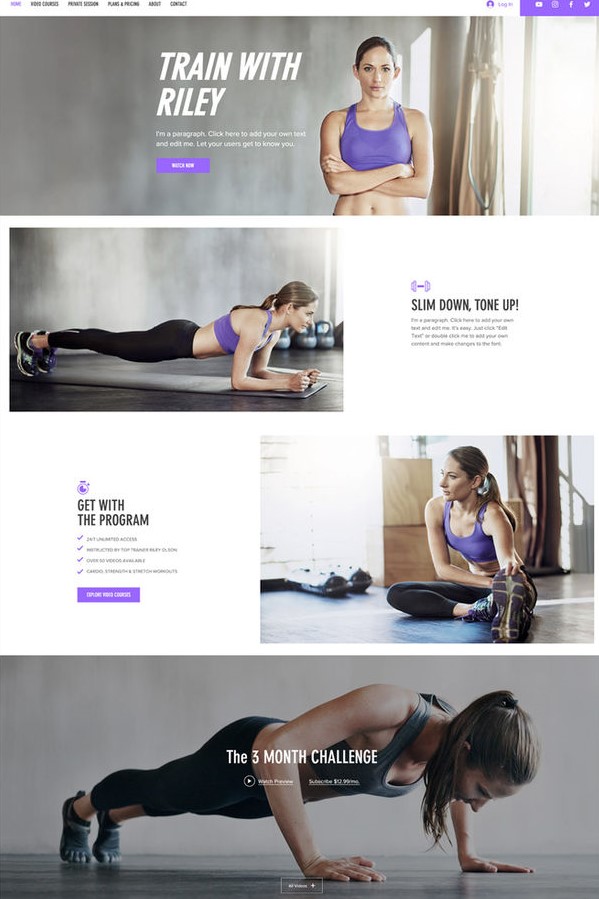 HOME VIDEO COURSES PRIVATE SESSION PLANS & PRICING ABOUT CONTACT Log In
TRAIN WITH
RILEY
I'm a paragraph. Click here to add your own text
and edit me. Let your users get to know you.
WATCH NOW
SLIM DOWN, TONE UP!
I'm a paragraph. Click here to add your own
text and edit me. It's easy. Just click "Edit
Text" or double click me to add your own
content and make changes to the font.
GET WITH
THE PROGRAM
24/7 UNLIMITED ACCESS
INSTRUCTED BY TOP TRAINER RILEY OLSON
OVER 50 VIDEOS AVAILABLE
CARDIO, STRENGTH & STRETCH WORKOUTS
EXPLORE VIDEO COURSES
The 3 MONTH CHALLENGE
Watch Preview Subscribe $12.99/mo.
All Videos +